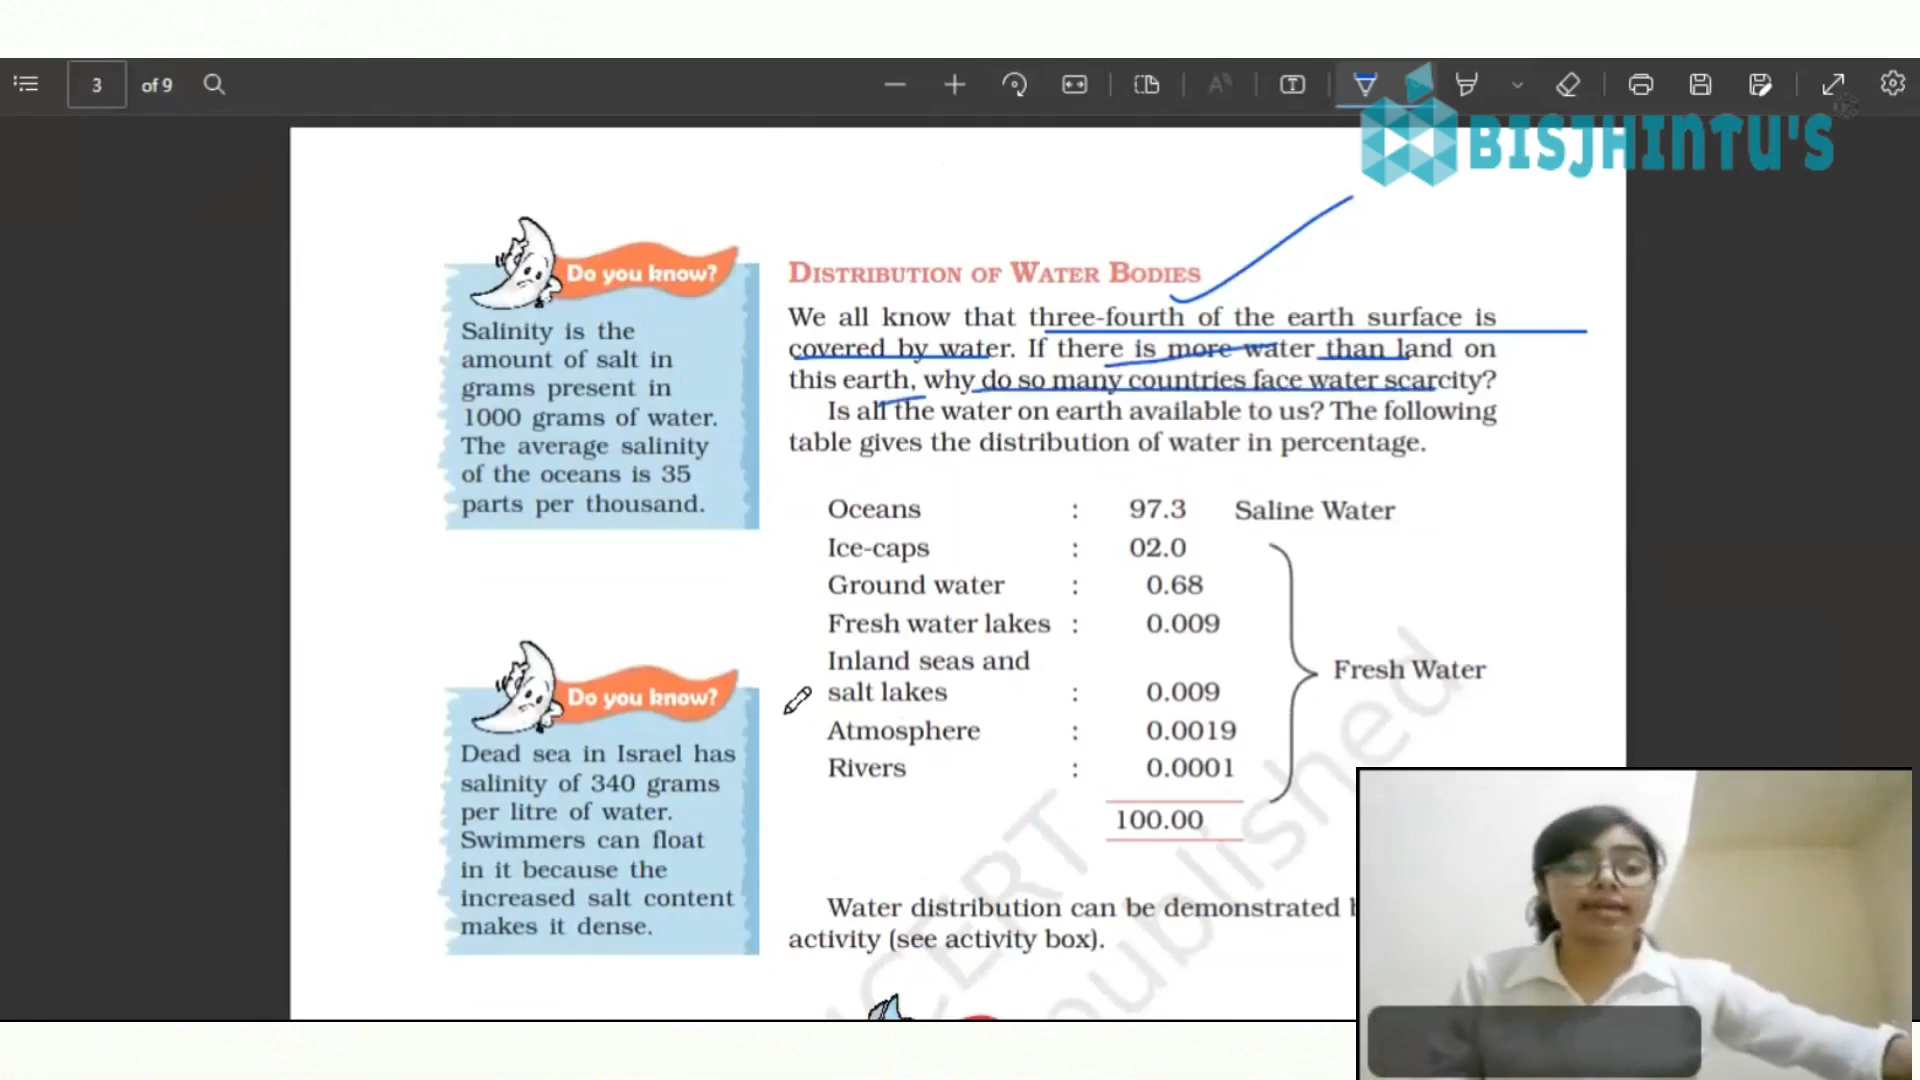 3 of 9
BISJHINTU'S
Do you know?
Salinity is the
amount of salt in
grams present in
1000 grams of water.
The average salinity
of the oceans is 35
parts per thousand.
Do you know?
Dead sea in Israel has
salinity of 340 grams
per litre of water.
Swimmers can float
in it because the
increased salt content
makes it dense.
DISTRIBUTION OF WATER BODIES
We all know that three-fourth of the earth surface is
covered by water. If there is more water than land on
this earth, why do so many countries face water scarcity?
Is all the water on earth available to us? The following
table gives the distribution of water in percentage.
Oceans : 97.3 Saline Water
Ice-caps : 02.0
Ground water : 0.68
Fresh water lakes : 0.009
Inland seas and
salt lakes : 0.009
Fresh Water
Atmosphere : 0.0019
Rivers : 0.0001
100.00
Water distribution can be demonstrated
activity (see activity box).
CERT
published